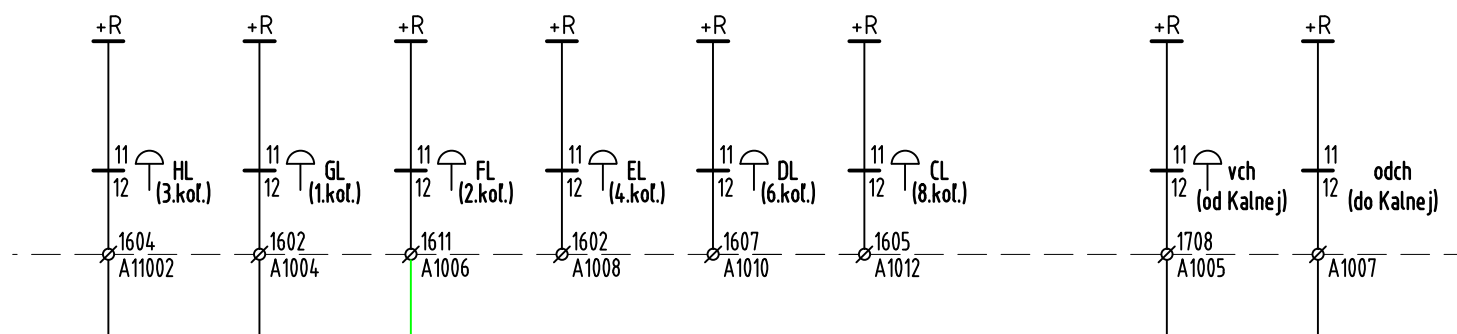 +R +R +R +R +R +R +R +R
11 HL 11 GL 11 FL 11 EL 11 DL 11 CL 11 vch 11 odch
12 (3.koľ.) 12 (1.koľ.) 12 (2.koľ.) 12 (4.koľ.) 12 (6.koľ.) 12 (8.koľ.) 12 (od Kalnej) 12 (do Kalnej)
1604 1602 1611 1602 1607 1605 1708
A11002 A1004 A1006 A1008 A1010 A1012 A1005 A1007